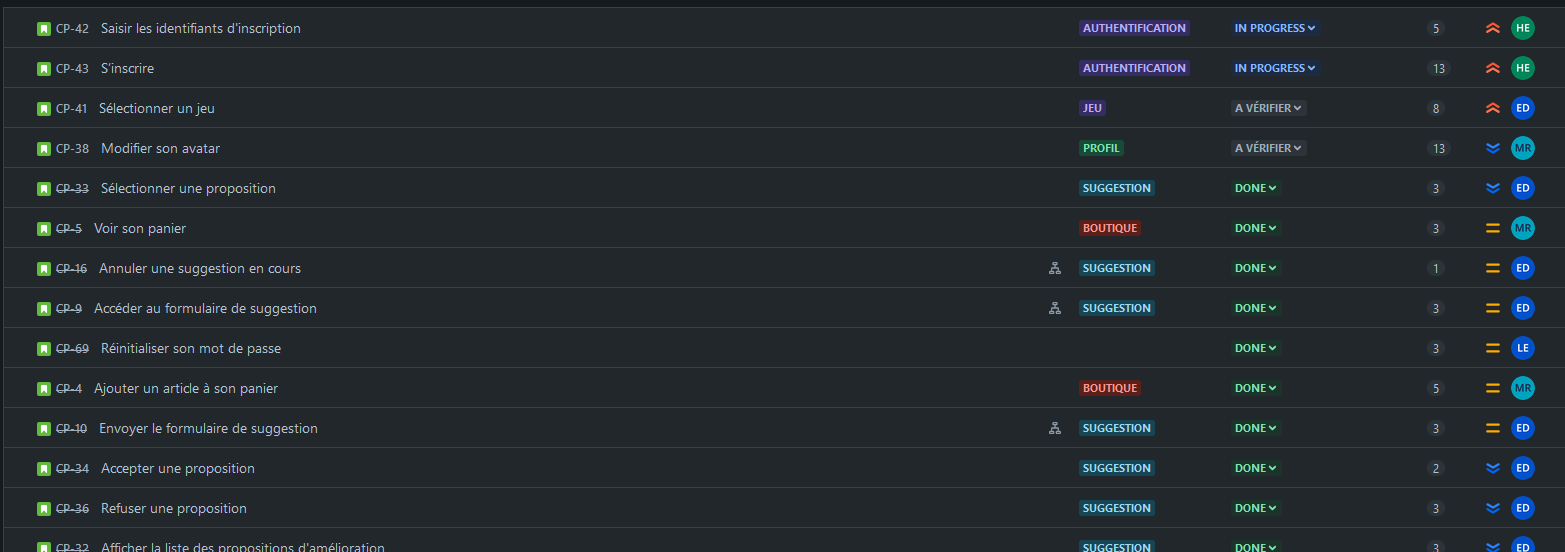 CP-42 Saisir les identifiants d'inscription AUTHENTIFICATION IN PROGRESS 5 HE
CP-43 S'inscrire AUTHENTIFICATION IN PROGRESS 13 HE
CP-41 Sélectionner un jeu JEU A VÉRIFIER 8 ED
CP-38 Modifier son avatar PROFIL A VÉRIFIER 13 MR
CP-33 Sélectionner une proposition SUGGESTION DONE 3 ED
CP-5 Voir son panier BOUTIQUE DONE 3 MR
CP-16 Annuler une suggestion en cours SUGGESTION DONE 1 ED
CP-9 Accéder au formulaire de suggestion SUGGESTION DONE 3 ED
CP-69 Réinitialiser son mot de passe DONE 3 LE
CP-4 Ajouter un article à son panier BOUTIQUE DONE 5 MR
CP-10 Envoyer le formulaire de suggestion SUGGESTION DONE 3 ED
CP-34 Accepter une proposition SUGGESTION DONE 2 ED
CP-36 Refuser une proposition SUGGESTION DONE 3 ED
CP-32 Afficher la liste des propositions d'amélioration SUGGESTION DONE 3 ED